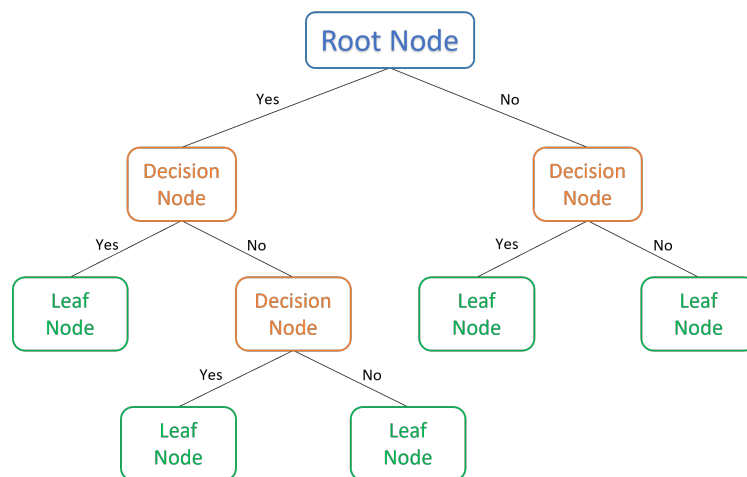 Root Node
Yes
No
Decision
Node
Decision
Node
Yes
No
Yes
No
Leaf
Node
Decision
Node
Leaf
Node
Leaf
Node
Yes
No
Leaf
Node
Leaf
Node